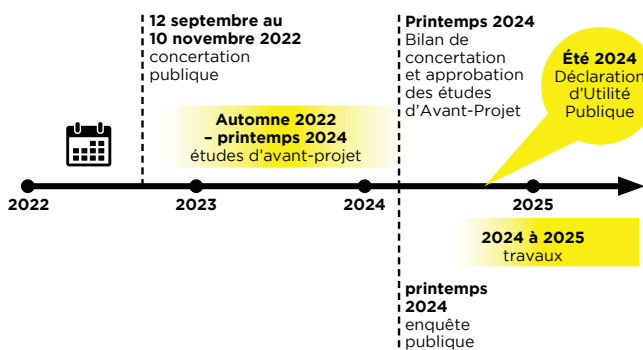 12 septembre au
10 novembre 2022
concertation
publique
Printemps 2024
Bilan de
concertation
et approbation
des études
d'Avant-Projet
Été 2024
Déclaration
d'Utilité
Publique
Automne 2022
– printemps 2024
études d'avant-projet
2022
2023
2024
2025
2024 à 2025
travaux
printemps
2024
enquête
publique